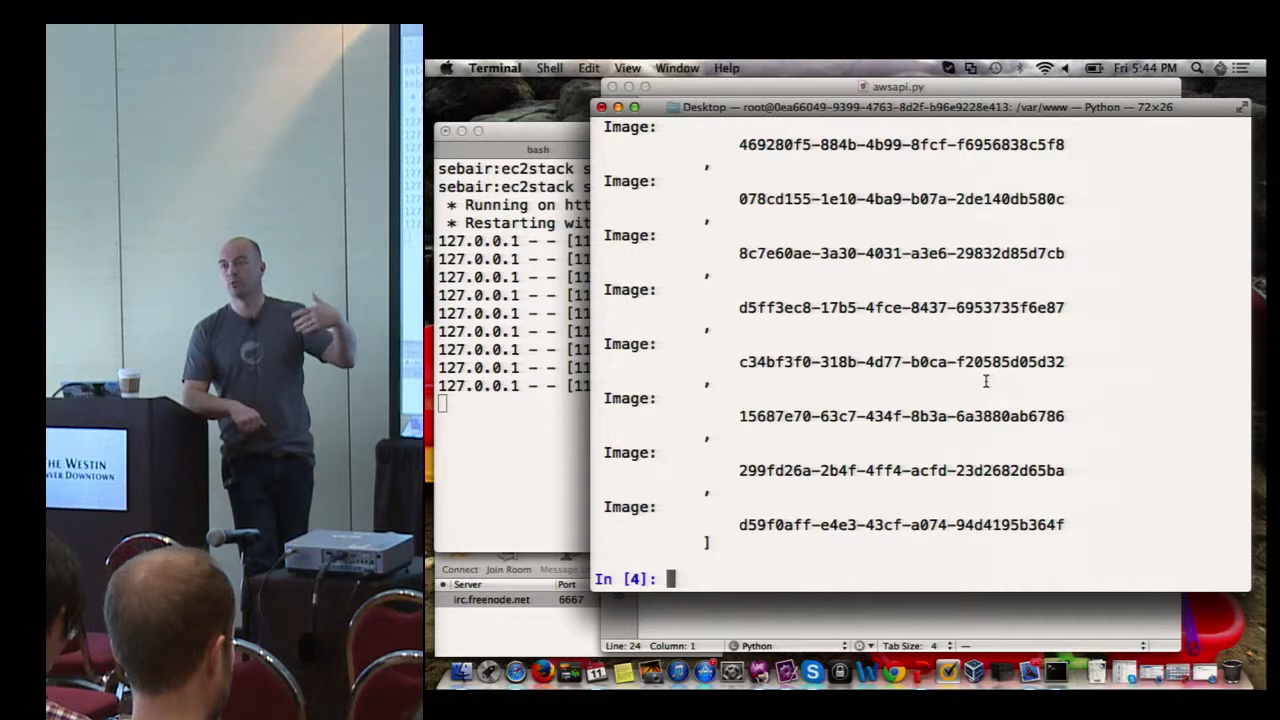 THE WESTIN
VER DOWNTOWN
Terminal Shell Edit View Window Help
Fri 5:44 PM
awsapi.py
Desktop — root@0ea66049-9399-4763-8d2f-b96e9228e413: /var/www — Python — 72×26
bash
sebair:ec2stack s
sebair:ec2stack s
* Running on htt
* Restarting wit
127.0.0.1 - - [11
127.0.0.1 - - [11
127.0.0.1 - - [11
127.0.0.1 - - [11
127.0.0.1 - - [11
127.0.0.1 - - [11
127.0.0.1 - - [11
127.0.0.1 - - [11
127.0.0.1 - - [11
Image:
469280f5-884b-4b99-8fcf-f6956838c5f8
,
Image:
078cd155-1e10-4ba9-b07a-2de140db580c
,
Image:
8c7e60ae-3a30-4031-a3e6-29832d85d7cb
,
Image:
d5ff3ec8-17b5-4fce-8437-6953735f6e87
,
Image:
c34bf3f0-318b-4d77-b0ca-f20585d05d32
,
Image:
15687e70-63c7-434f-8b3a-6a3880ab6786
,
Image:
299fd26a-2b4f-4ff4-acfd-23d2682d65ba
,
Image:
d59f0aff-e4e3-43cf-a074-94d4195b364f
]
In [4]:
Connect Join Room Message
Server Port
irc.freenode.net 6667
Line: 24 Column: 1 Python Tab Size: 4 —